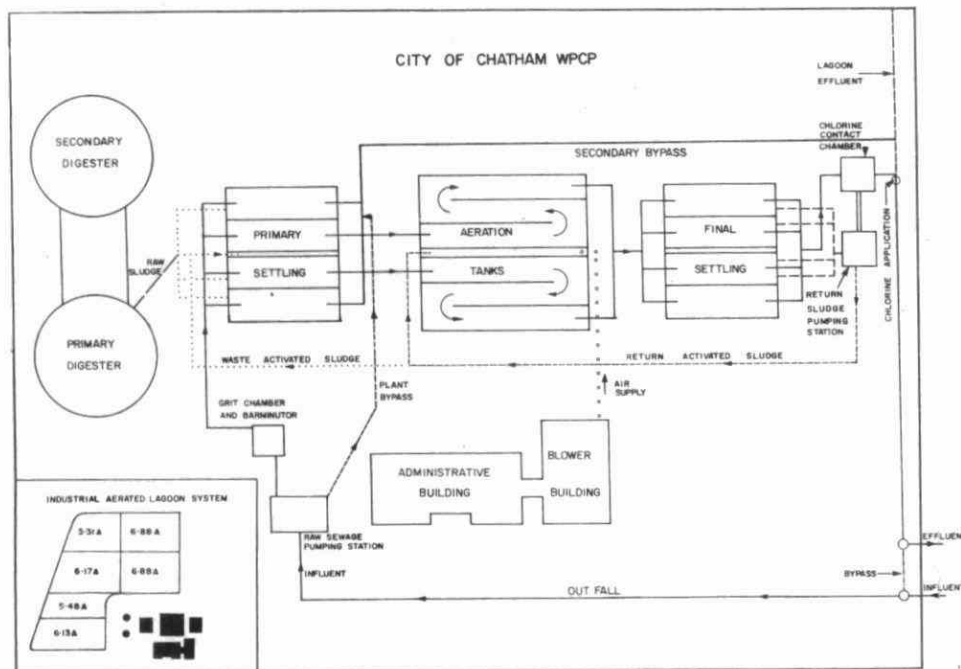 CITY OF CHATHAM WPCP
LAGOON
EFFLUENT
CHLORINE
CONTACT
CHAMBER
SECONDARY BYPASS
SECONDARY
DIGESTER
PRIMARY
SETTLING
AERATION
TANKS
FINAL
SETTLING
RAW
SLUDGE
CHLORINE APPLICATION
RETURN
SLUDGE
PUMPING
STATION
PRIMARY
DIGESTER
WASTE ACTIVATED SLUDGE
RETURN ACTIVATED SLUDGE
PLANT
BYPASS
AIR
SUPPLY
GRIT CHAMBER
AND BARMINUTOR
ADMINISTRATIVE
BUILDING
BLOWER
BUILDING
RAW SEWAGE
PUMPING STATION
INFLUENT
OUT FALL
EFFLUEN
BYPASS
INFLUENT
INDUSTRIAL AERATED LAGOON SYSTEM
5·31A
6·88A
6·17A
6·88A
5·48A
6·13A